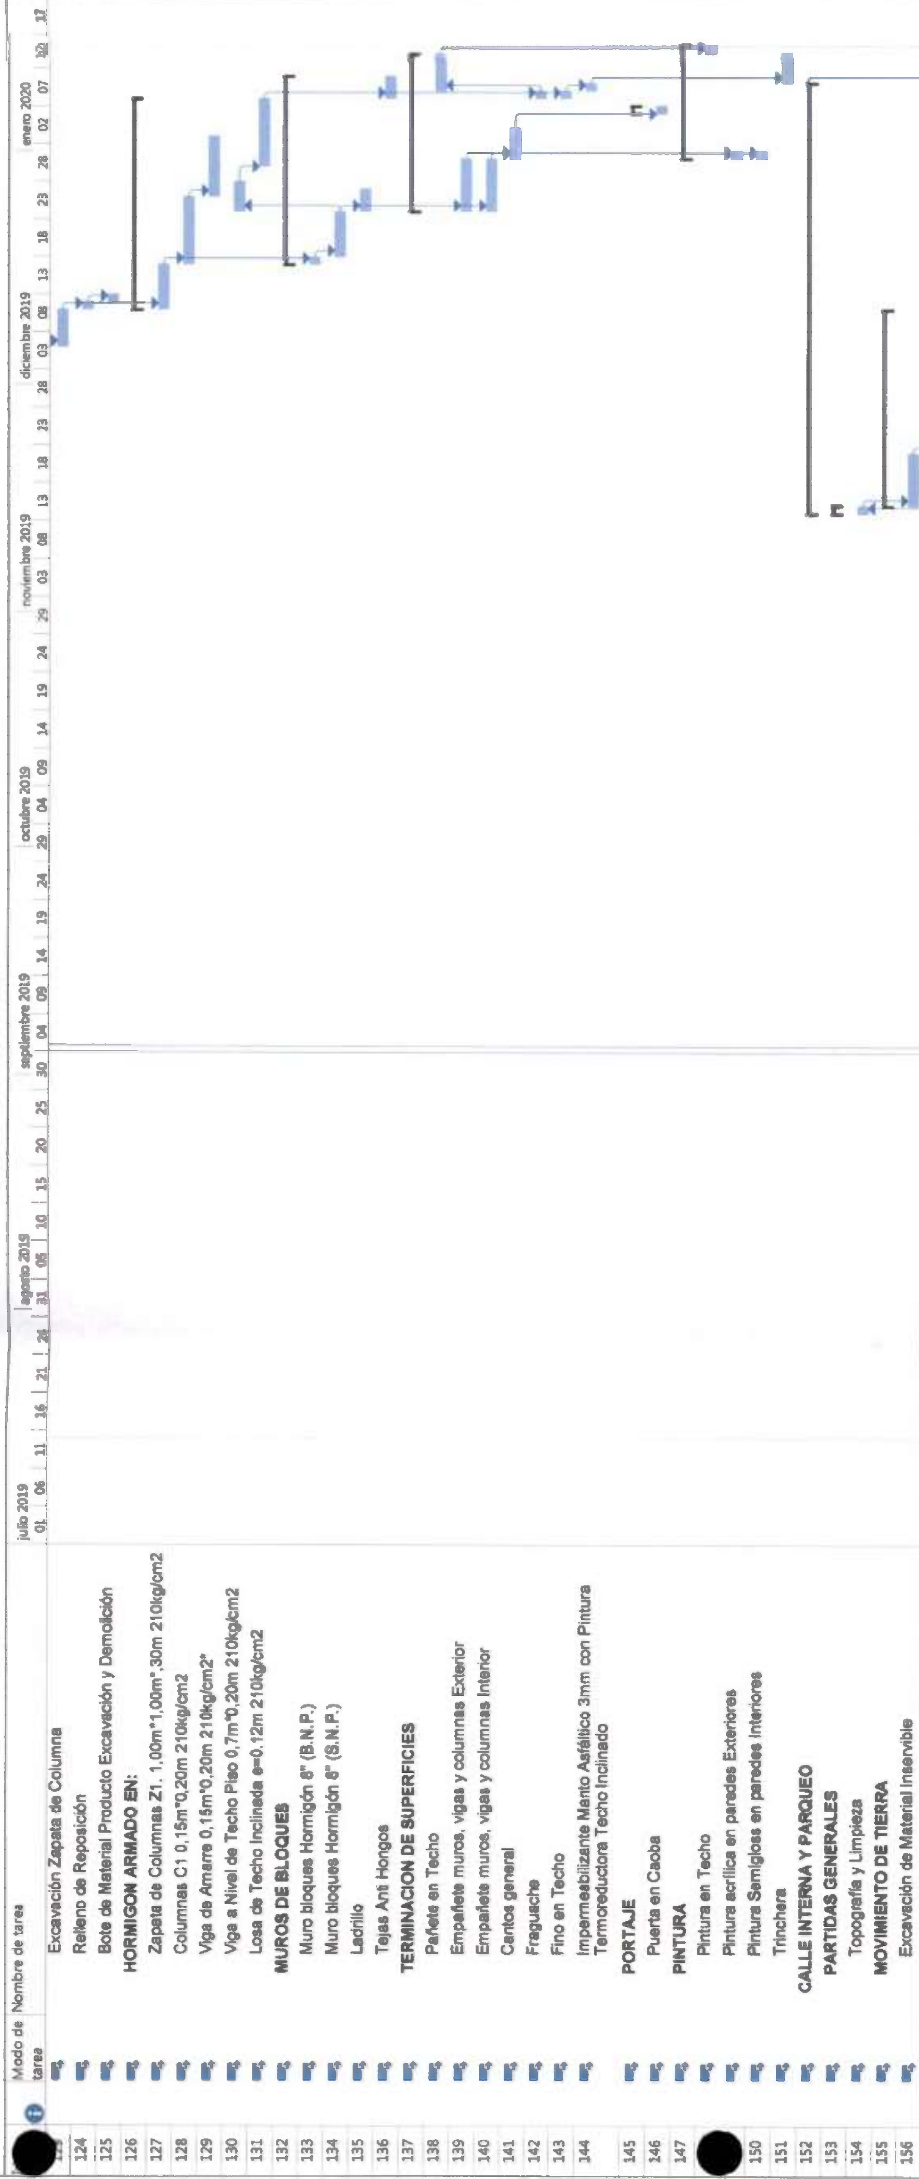 Modo de tarea	Nombre de tarea
julio 2019	agosto 2019	septiembre 2019	octubre 2019	noviembre 2019	diciembre 2019	enero 2020
01 06 11 16 21 26 31 05 10 15 20 25 30 04 09 14 19 24 29 04 09 14 19 24 29 03 08 13 18 23 28 03 08 13 18 23 28 02 07 12 17
Excavación Zapata de Columna
124 Relleno de Reposición
125 Bote de Material Producto Excavación y Demolición
126 HORMIGON ARMADO EN:
127 Zapata de Columnas Z1. 1,00m*1,00m*,30m 210kg/cm2
128 Columnas C1 0,15m*0,20m 210kg/cm2
129 Viga de Amarre 0,15m*0,20m 210kg/cm2*
130 Viga a Nivel de Techo Piso 0,7m*0,20m 210kg/cm2
131 Losa de Techo Inclinada e=0.12m 210kg/cm2
132 MUROS DE BLOQUES
133 Muro bloques Hormigón 6" (B.N.P.)
134 Muro bloques Hormigón 6" (S.N.P.)
135 Ladrillo
136 Tejas Anti Hongos
137 TERMINACION DE SUPERFICIES
138 Pañete en Techo
139 Empañete muros, vigas y columnas Exterior
140 Empañete muros, vigas y columnas Interior
141 Cantos general
142 Fraguache
143 Fino en Techo
144 Impermeabilizante Manto Asfáltico 3mm con Pintura
Termoreductora Techo Inclinado
145 PORTAJE
146 Puerta en Caoba
147 PINTURA
Pintura en Techo
Pintura acrílica en paredes Exteriores
150 Pintura Semigloss en paredes Interiores
151 Trinchera
152 CALLE INTERNA Y PARQUEO
153 PARTIDAS GENERALES
154 Topografía y Limpieza
155 MOVIMIENTO DE TIERRA
156 Excavación de Material Inservible